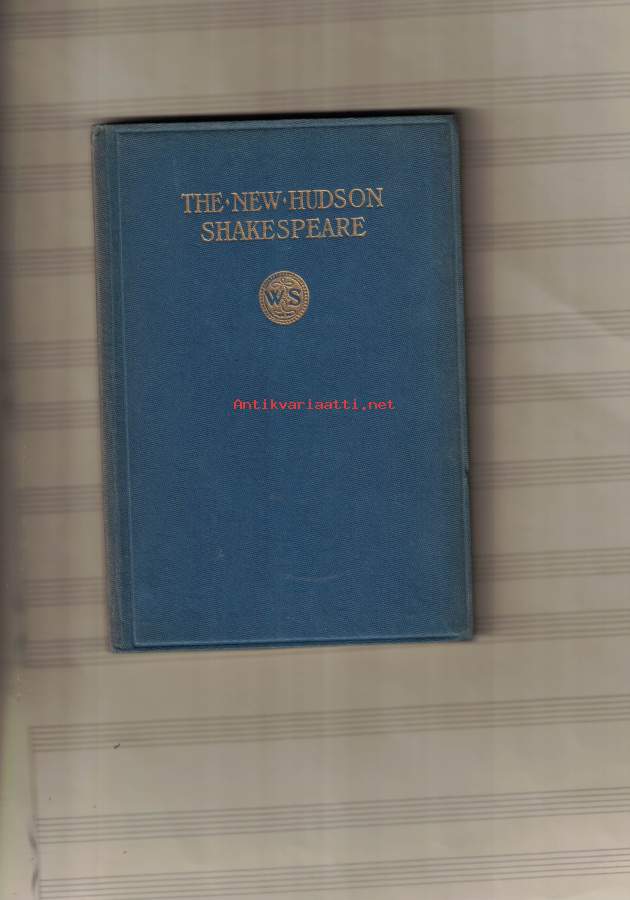 THE·NEW·HUDSON
SHAKESPEARE
WS
Antikvariaatti.net